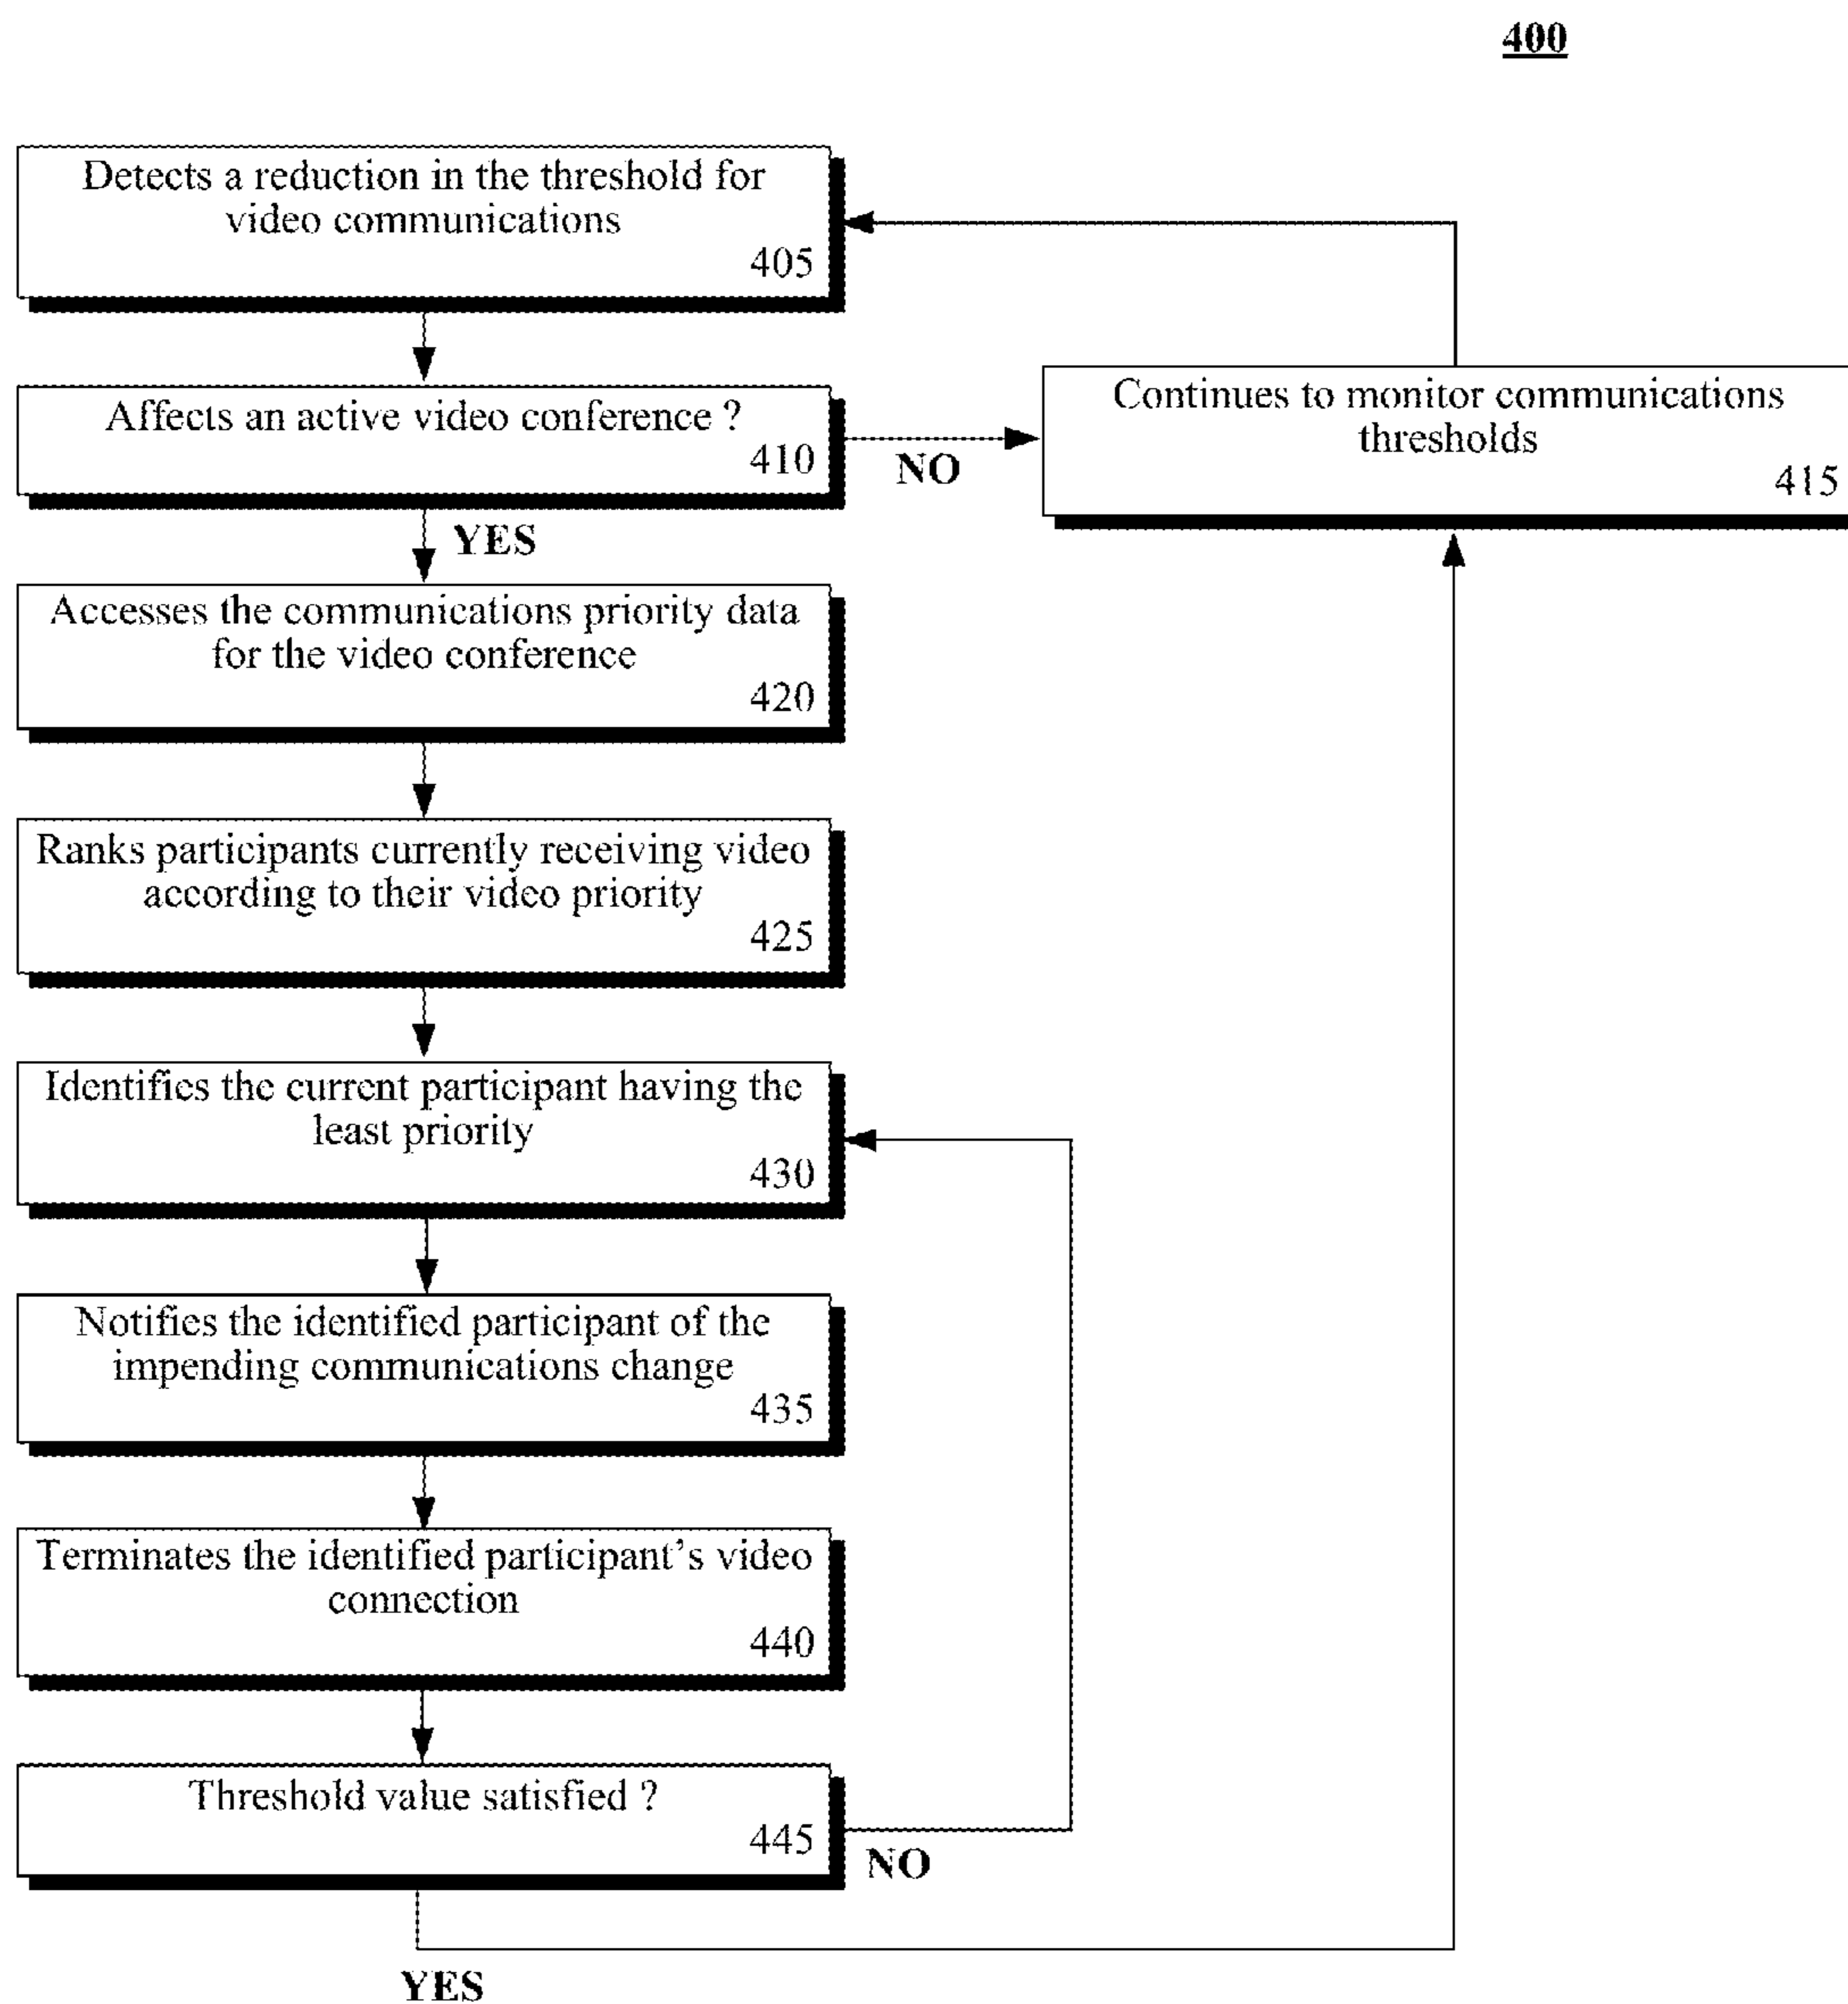 400
Detects a reduction in the threshold for
video communications
405
Affects an active video conference ?
410
NO
Continues to monitor communications
thresholds
415
YES
Accesses the communications priority data
for the video conference
420
Ranks participants currently receiving video
according to their video priority
425
Identifies the current participant having the
least priority
430
Notifies the identified participant of the
impending communications change
435
Terminates the identified participant's video
connection
440
Threshold value satisfied ?
445
NO
YES